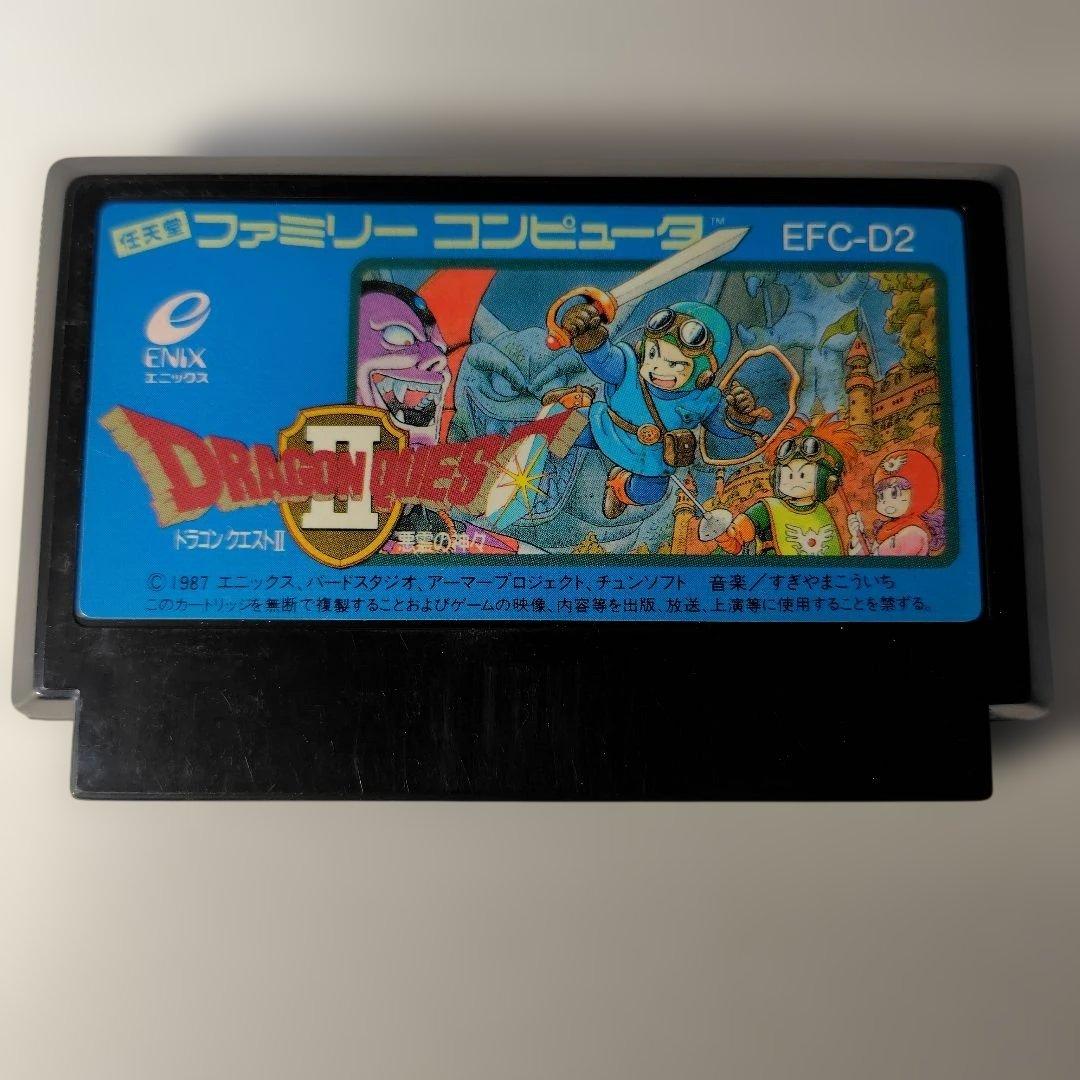 任天堂 ファミリー コンピュータ™ EFC-D2
ENIX
エニックス
DRAGON QUEST
II
ドラゴンクエストII 悪霊の神々
© 1987 エニックス、バードスタジオ、アーマープロジェクト、チュンソフト 音楽/すぎやまこういち
このカートリッジを無断で複製することおよびゲームの映像、内容等を出版、放送、上演等に使用することを禁ずる。